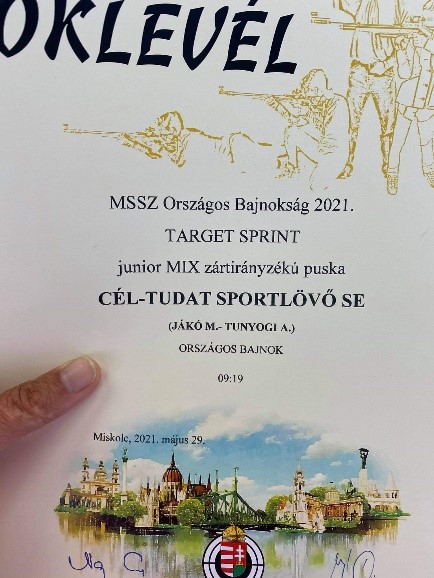 OKLEVÉL
MSSZ Országos Bajnokság 2021.
TARGET SPRINT
junior MIX zártirányzékú puska
CÉL-TUDAT SPORTLÖVŐ SE
(JÁKÓ M.- TUNYOGI A.)
ORSZÁGOS BAJNOK
09:19
Miskolc, 2021. május 29.